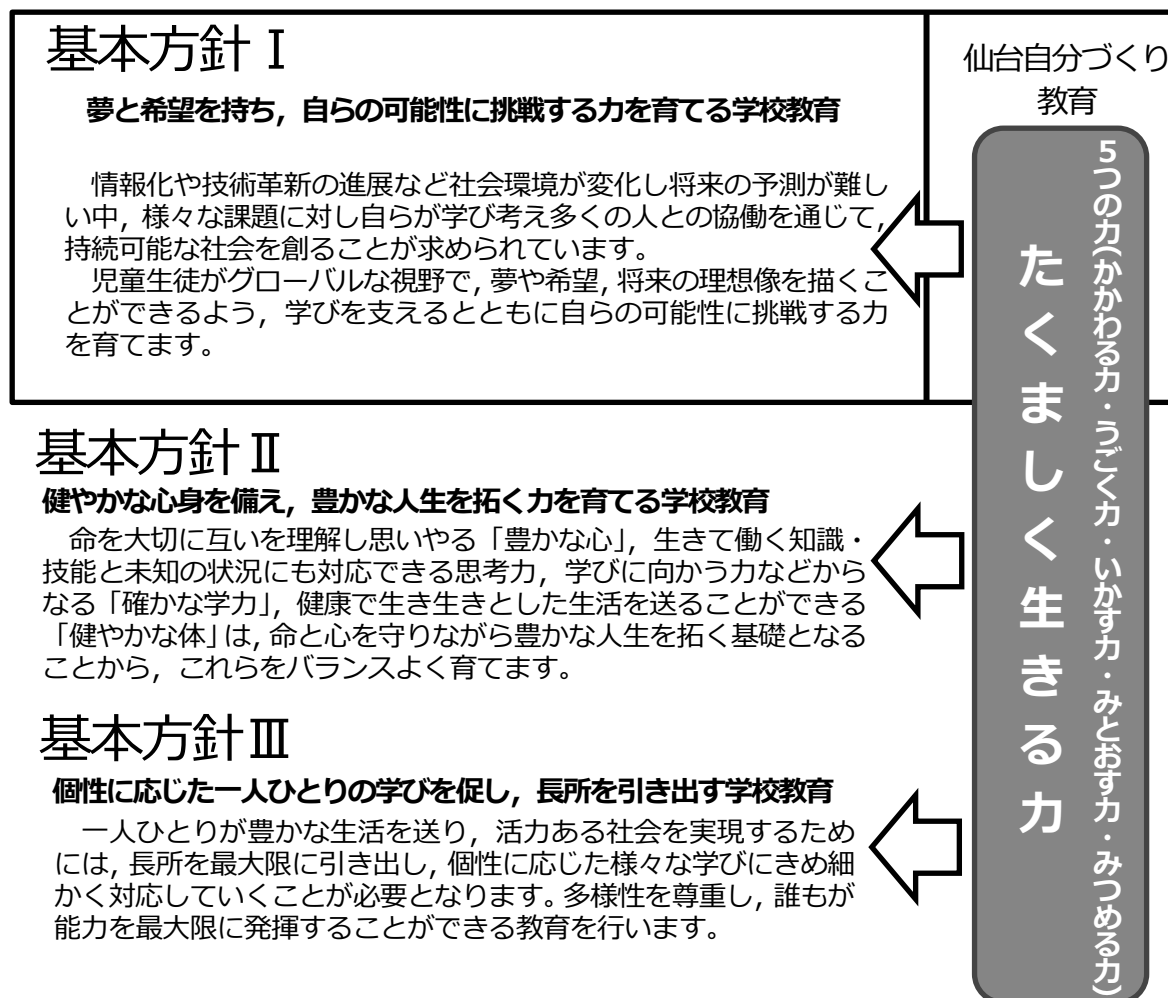 基本方針Ⅰ
夢と希望を持ち，自らの可能性に挑戦する力を育てる学校教育
　情報化や技術革新の進展など社会環境が変化し将来の予測が難し
い中，様々な課題に対し自らが学び考え多くの人との協働を通じて，
持続可能な社会を創ることが求められています。
　児童生徒がグローバルな視野で，夢や希望，将来の理想像を描くこ
とができるよう，学びを支えるとともに自らの可能性に挑戦する力
を育てます。
基本方針Ⅱ
健やかな心身を備え，豊かな人生を拓く力を育てる学校教育
　命を大切に互いを理解し思いやる「豊かな心」，生きて働く知識・
技能と未知の状況にも対応できる思考力，学びに向かう力などから
なる「確かな学力」，健康で生き生きとした生活を送ることができる
「健やかな体」は，命と心を守りながら豊かな人生を拓く基礎となる
ことから，これらをバランスよく育てます。
基本方針Ⅲ
個性に応じた一人ひとりの学びを促し，長所を引き出す学校教育
　一人ひとりが豊かな生活を送り，活力ある社会を実現するため
には，長所を最大限に引き出し，個性に応じた様々な学びにきめ細
かく対応していくことが必要となります。多様性を尊重し，誰もが
能力を最大限に発揮することができる教育を行います。
仙台自分づくり
教育
５つの力(かかわる力・うごく力・いかす力・みとおす力・みつめる力)
たくましく生きる力